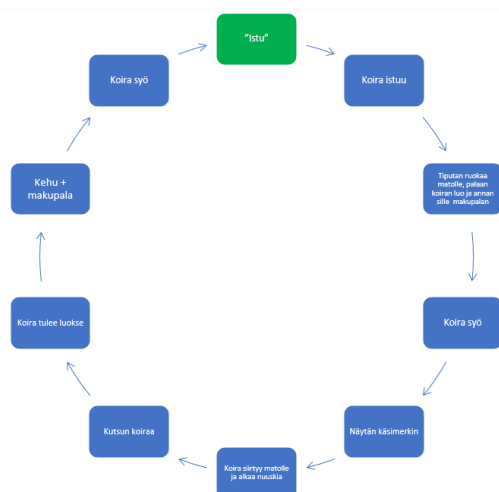 "Istu"
Koira istuu
Tiputan ruokaa
matolle, palaan
koiran luo ja annan
sille makupalan
Koira syö
Näytän käsimerkin
Koira siirtyy matolle
ja alkaa nuuskia
Kutsun koiraa
Koira tulee luokse
Kehu +
makupala
Koira syö